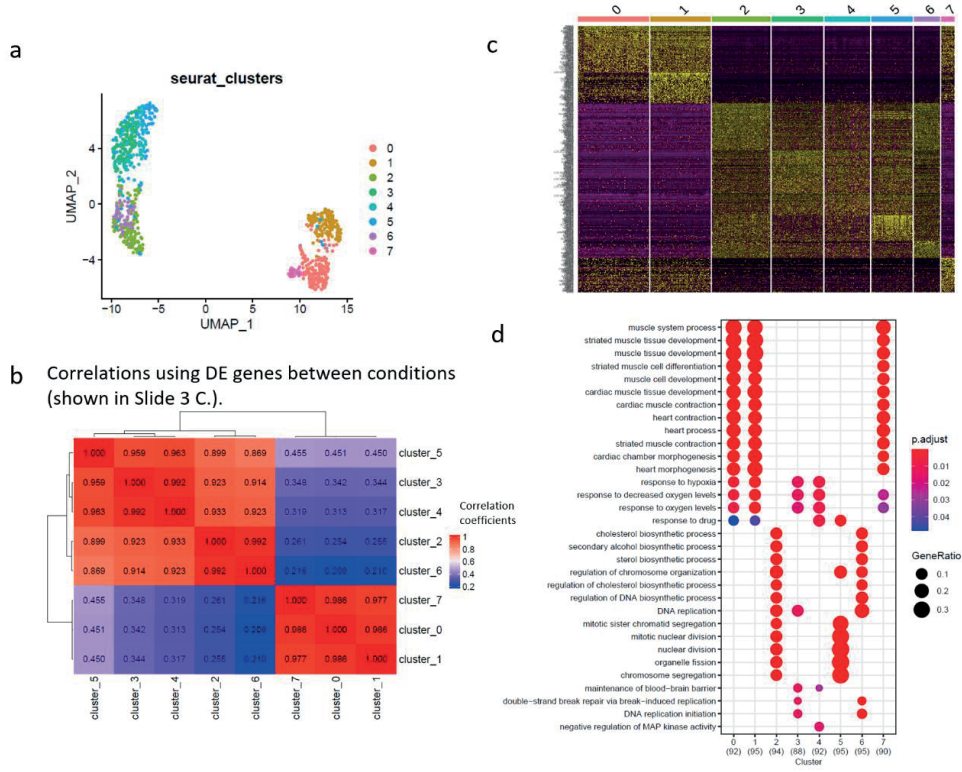 a
seurat_clusters
UMAP_2
4
0
−4
−10
−5
0
5
10
15
UMAP_1
0
1
2
3
4
5
6
7
b
Correlations using DE genes between conditions
(shown in Slide 3 C.).
1.000 0.959 0.963 0.899 0.869 0.455 0.451 0.450 cluster_5
0.959 1.000 0.992 0.923 0.914 0.348 0.342 0.344 cluster_3
0.963 0.992 1.000 0.933 0.923 0.319 0.313 0.317 cluster_4
0.899 0.923 0.933 1.000 0.992 0.261 0.254 0.255 cluster_2
0.869 0.914 0.923 0.992 1.000 0.216 0.209 0.210 cluster_6
0.455 0.348 0.319 0.261 0.216 1.000 0.986 0.977 cluster_7
0.451 0.342 0.313 0.254 0.209 0.986 1.000 0.986 cluster_0
0.450 0.344 0.317 0.255 0.210 0.977 0.986 1.000 cluster_1
cluster_5 cluster_3 cluster_4 cluster_2 cluster_6 cluster_7 cluster_0 cluster_1
Correlation
coefficients
1
0.8
0.6
0.4
0.2
c
0 1 2 3 4 5 6 7
d
muscle system process
striated muscle tissue development
muscle tissue development
striated muscle cell differentiation
muscle cell development
cardiac muscle tissue development
cardiac muscle contraction
heart contraction
heart process
striated muscle contraction
cardiac chamber morphogenesis
heart morphogenesis
response to hypoxia
response to decreased oxygen levels
response to oxygen levels
response to drug
cholesterol biosynthetic process
secondary alcohol biosynthetic process
sterol biosynthetic process
regulation of chromosome organization
regulation of cholesterol biosynthetic process
regulation of DNA biosynthetic process
DNA replication
mitotic sister chromatid segregation
mitotic nuclear division
nuclear division
organelle fission
chromosome segregation
maintenance of blood−brain barrier
double−strand break repair via break−induced replication
DNA replication initiation
negative regulation of MAP kinase activity
0 1 2 3 4 5 6 7
(92) (95) (94) (88) (92) (95) (95) (90)
Cluster
p.adjust
0.01
0.02
0.03
0.04
GeneRatio
0.1
0.2
0.3